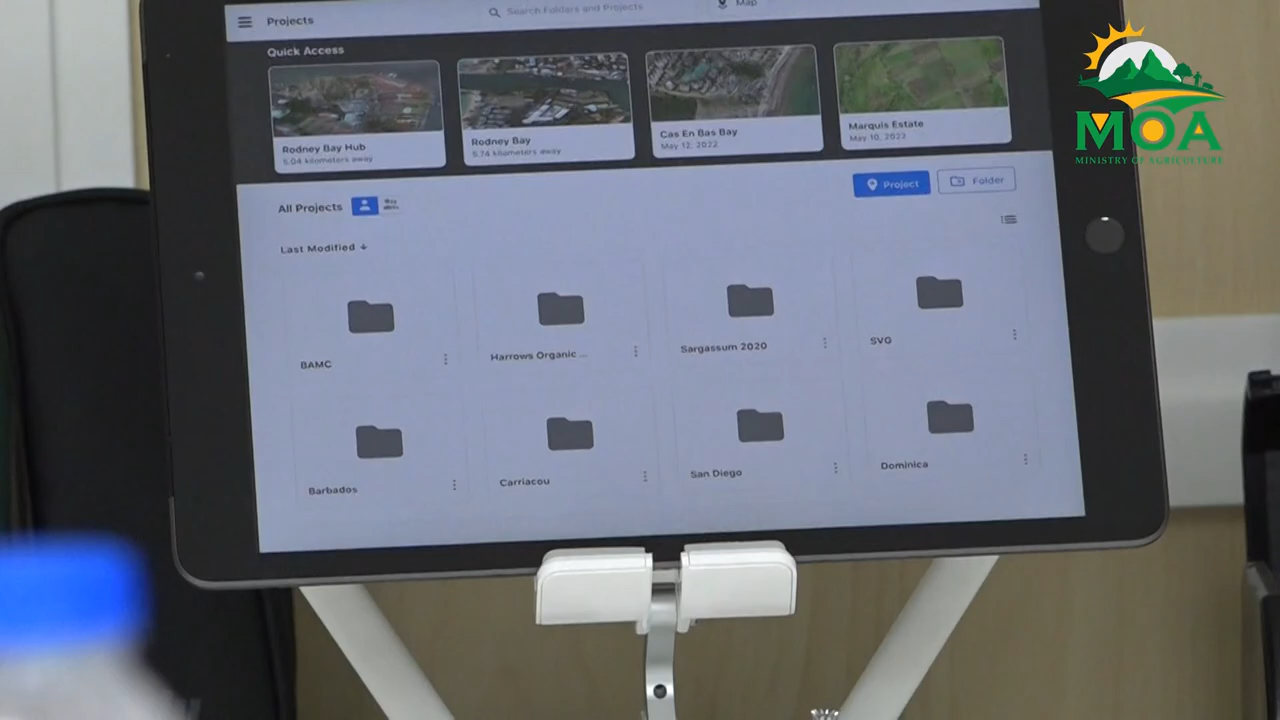 Projects
Search Folders and Projects
Map
Quick Access
Rodney Bay Hub
5.04 kilometers away
Rodney Bay
5.74 kilometers away
Cas En Bas Bay
May 12, 2022
Marquis Estate
May 10, 2022
MOA
MINISTRY OF AGRICULTURE
All Projects
Project
Folder
Last Modified
BAMC
Harrows Organic ...
Sargassum 2020
SVG
Barbados
Carriacou
San Diego
Dominica